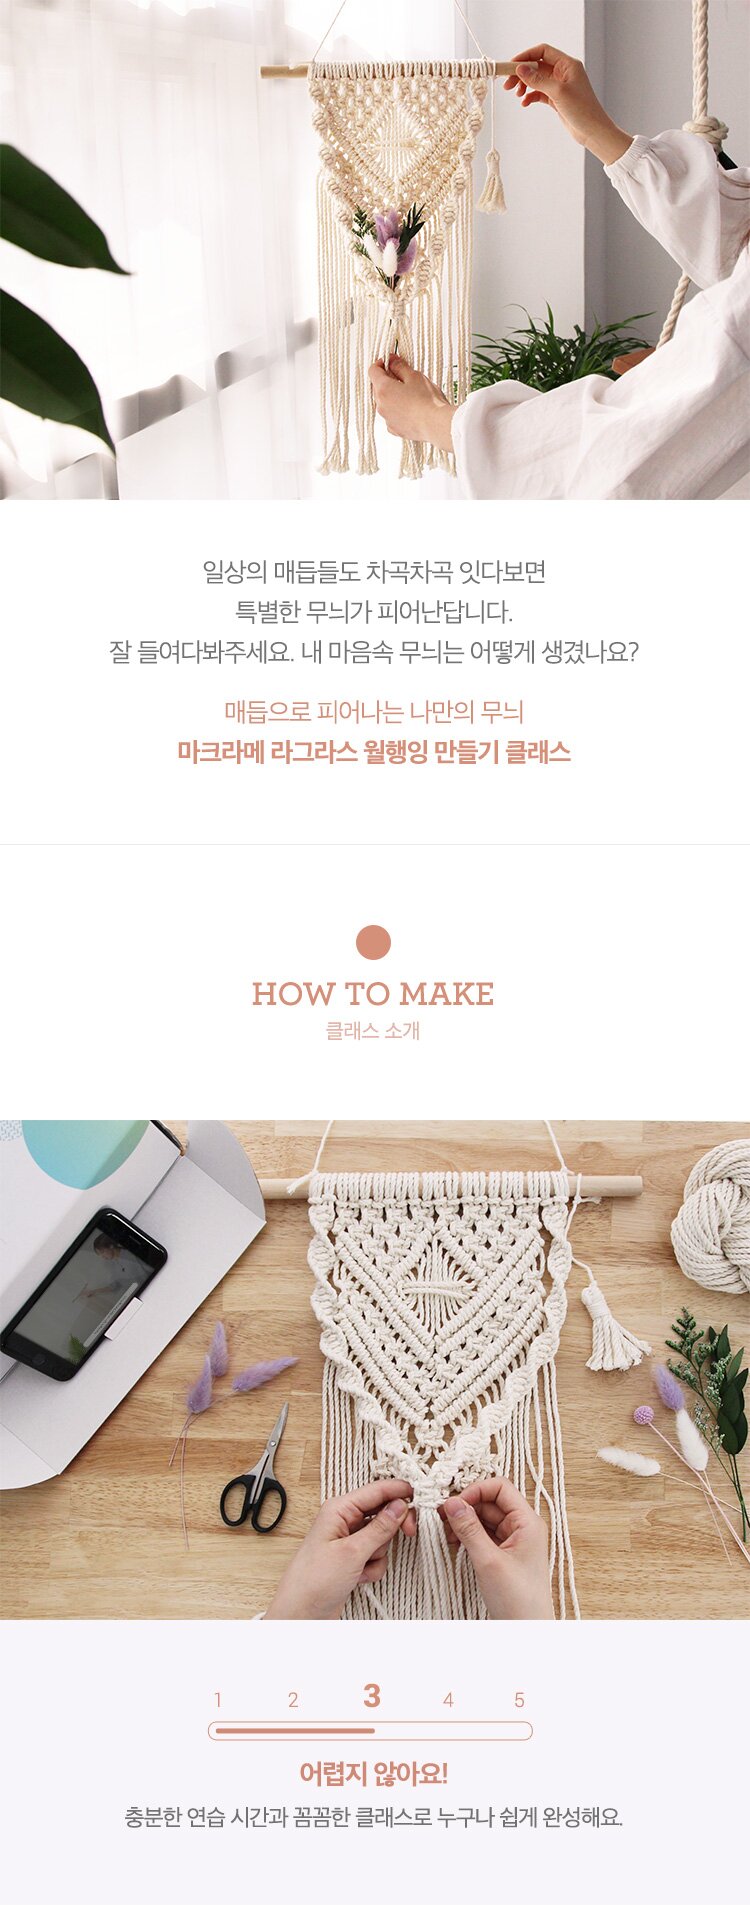 일상의 매듭들도 차곡차곡 잇다보면
특별한 무늬가 피어난답니다.
잘 들여다봐주세요. 내 마음속 무늬는 어떻게 생겼나요?
매듭으로 피어나는 나만의 무늬
마크라메 라그라스 월행잉 만들기 클래스
HOW TO MAKE
클래스 소개
1 2 3 4 5
어렵지 않아요!
충분한 연습 시간과 꼼꼼한 클래스로 누구나 쉽게 완성해요.